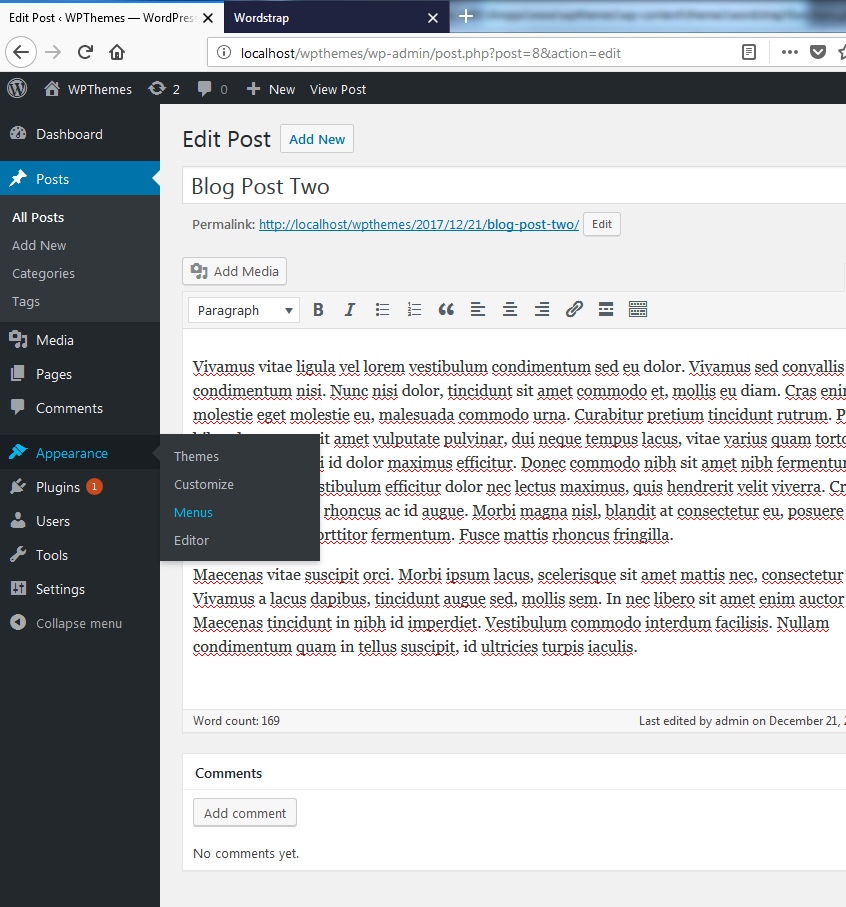 Edit Post ‹ WPThemes — WordPres
Wordstrap
localhost/wpthemes/wp-admin/post.php?post=8&action=edit
WPThemes 2 0 New View Post
Dashboard
Posts
All Posts
Add New
Categories
Tags
Media
Pages
Comments
Appearance
Themes
Customize
Menus
Editor
Plugins 1
Users
Tools
Settings
Collapse menu
Edit Post Add New
Blog Post Two
Permalink: http://localhost/wpthemes/2017/12/21/blog-post-two/ Edit
Add Media
Paragraph B I
Vivamus vitae ligula vel lorem vestibulum condimentum sed eu dolor. Vivamus sed convallis
condimentum nisi. Nunc nisi dolor, tincidunt sit amet commodo et, mollis eu diam. Cras enim
molestie eget molestie eu, malesuada commodo urna. Curabitur pretium tincidunt rutrum. P
it amet vulputate pulvinar, dui neque tempus lacus, vitae varius quam torto
i id dolor maximus efficitur. Donec commodo nibh sit amet nibh fermentu
stibulum efficitur dolor nec lectus maximus, quis hendrerit velit viverra. Cr
rhoncus ac id augue. Morbi magna nisl, blandit at consectetur eu, posuere
rttitor fermentum. Fusce mattis rhoncus fringilla.
Maecenas vitae suscipit orci. Morbi ipsum lacus, scelerisque sit amet mattis nec, consectetur
Vivamus a lacus dapibus, tincidunt augue sed, mollis sem. In nec libero sit amet enim auctor
Maecenas tincidunt in nibh id imperdiet. Vestibulum commodo interdum facilisis. Nullam
condimentum quam in tellus suscipit, id ultricies turpis iaculis.
Word count: 169
Last edited by admin on December 21, 2
Comments
Add comment
No comments yet.